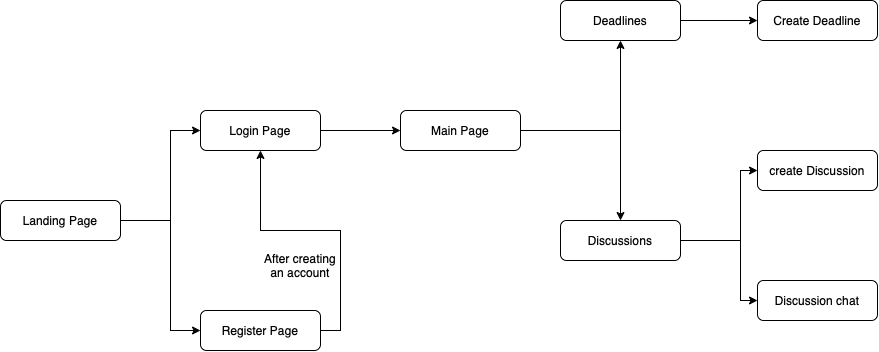 Deadlines
Create Deadline
Login Page
Main Page
create Discussion
Landing Page
Discussions
After creating
an account
Discussion chat
Register Page